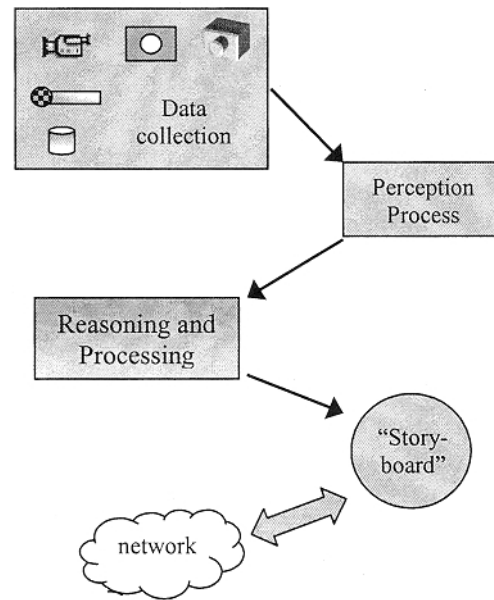 Data
collection
Perception
Process
Reasoning and
Processing
“Story-
board”
network